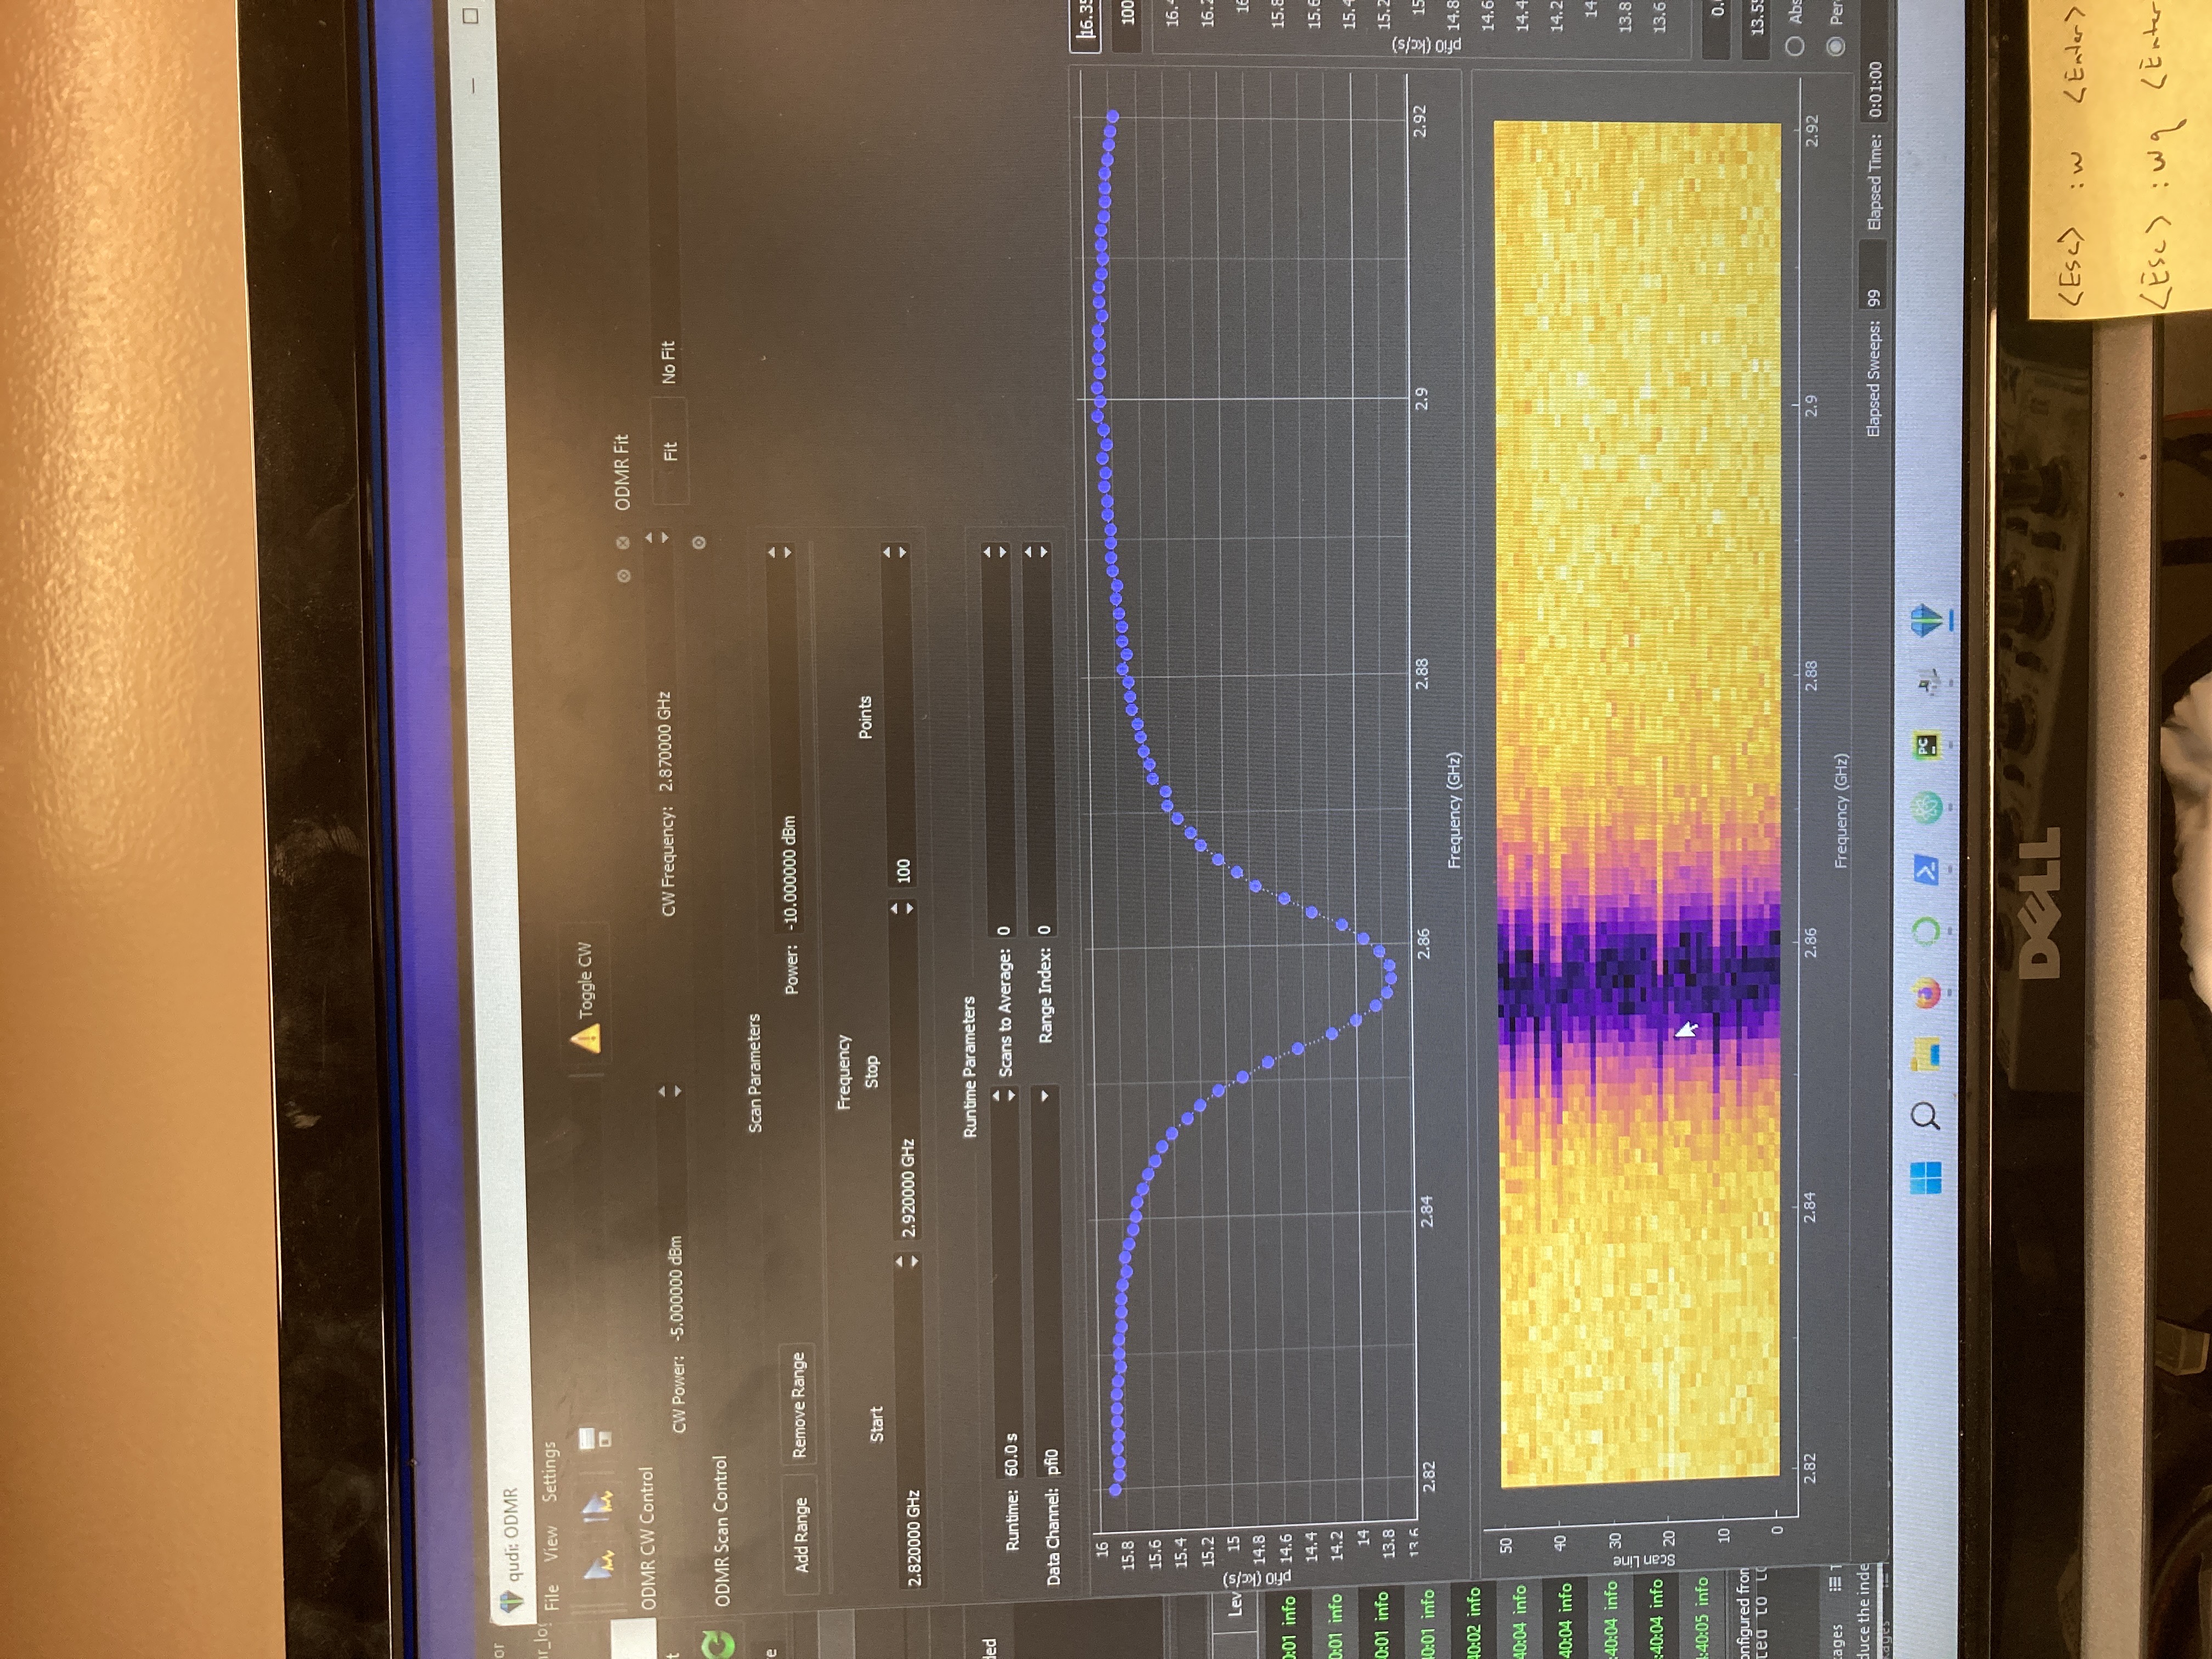 or
qudi: ODMR
File View Settings
Toggle CW
ODMR CW Control
ODMR Fit
CW Power: -5.000000 dBm
CW Frequency: 2.870000 GHz
Fit
No Fit
ODMR Scan Control
Scan Parameters
Add Range
Remove Range
Power: -10.000000 dBm
Frequency
Start
Stop
Points
2.820000 GHz
2.920000 GHz
100
ded
Runtime Parameters
Runtime: 60.0 s
Scans to Average: 0
Data Channel: pfi0
Range Index: 0
16
15.8
15.6
15.4
15.2
15
14.8
14.6
14.4
14.2
14
13.8
13.6
pfi0 (kc/s)
2.82 2.84 2.86 2.88 2.9 2.92
Frequency (GHz)
50
40
30
20
10
0
Scan Line
2.82 2.84 2.86 2.88 2.9 2.92
Frequency (GHz)
16.35
100
16.4
16.2
16
15.8
15.6
15.4
15.2
15
14.8
14.6
14.4
14.2
14
13.8
13.6
pfi0 (kc/s)
0.
13.55
Abs
Per
Lev
0:01 info
0:01 info
0:01 info
40:01 info
40:02 info
40:04 info
40:04 info
:40:04 info
:40:04 info
:40:05 info
onfigured from
duce the inde
Elapsed Sweeps: 99
Elapsed Time: 0:01:00
PC
DELL
<Esc> :w <Enter>
<Esc> :wq <Enter